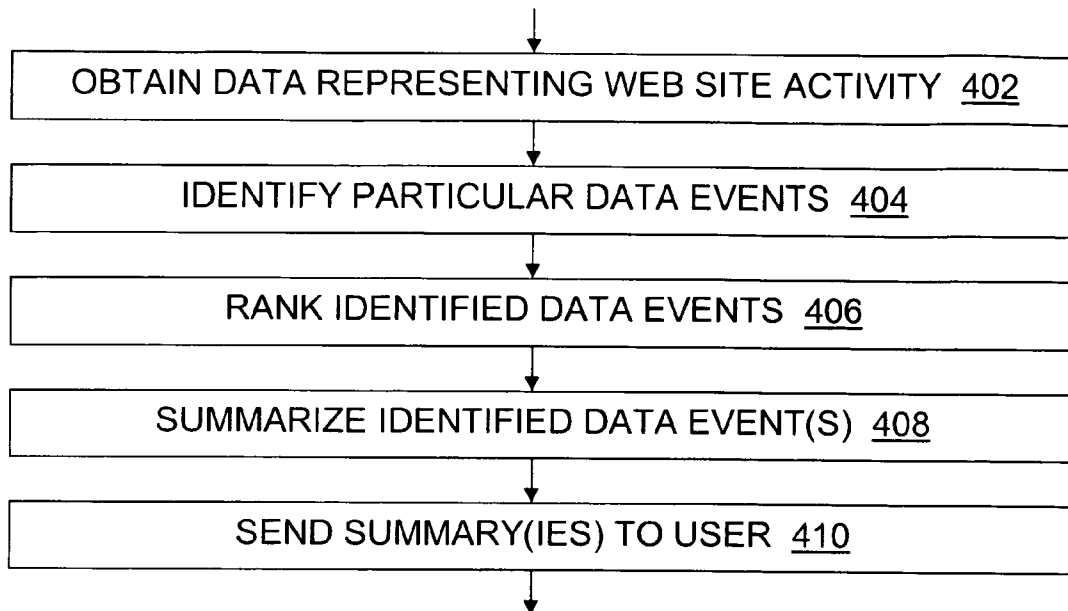 OBTAIN DATA REPRESENTING WEB SITE ACTIVITY 402
IDENTIFY PARTICULAR DATA EVENTS 404
RANK IDENTIFIED DATA EVENTS 406
SUMMARIZE IDENTIFIED DATA EVENT(S) 408
SEND SUMMARY(IES) TO USER 410